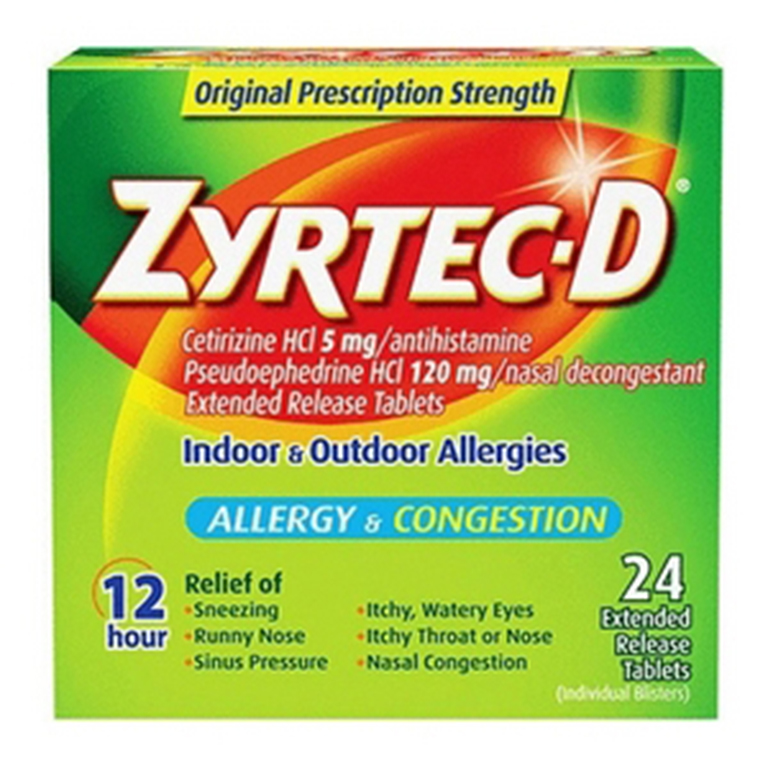 Original Prescription Strength
ZYRTEC-D®
Cetirizine HCl 5 mg/antihistamine
Pseudoephedrine HCl 120 mg/nasal decongestant
Extended Release Tablets
Indoor & Outdoor Allergies
ALLERGY & CONGESTION
12 hour
Relief of
•Sneezing
•Runny Nose
•Sinus Pressure
•Itchy, Watery Eyes
•Itchy Throat or Nose
•Nasal Congestion
24
Extended
Release
Tablets
(Individual Blisters)